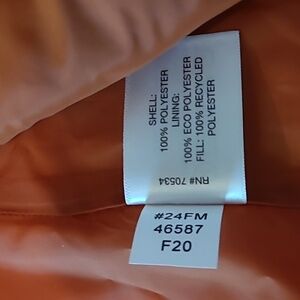 SHELL:
100% POLYESTER
LINING:
100% ECO POLYESTER
FILL: 100% RECYCLED
POLYESTER
RN# 70534
#24FM
46587
F20